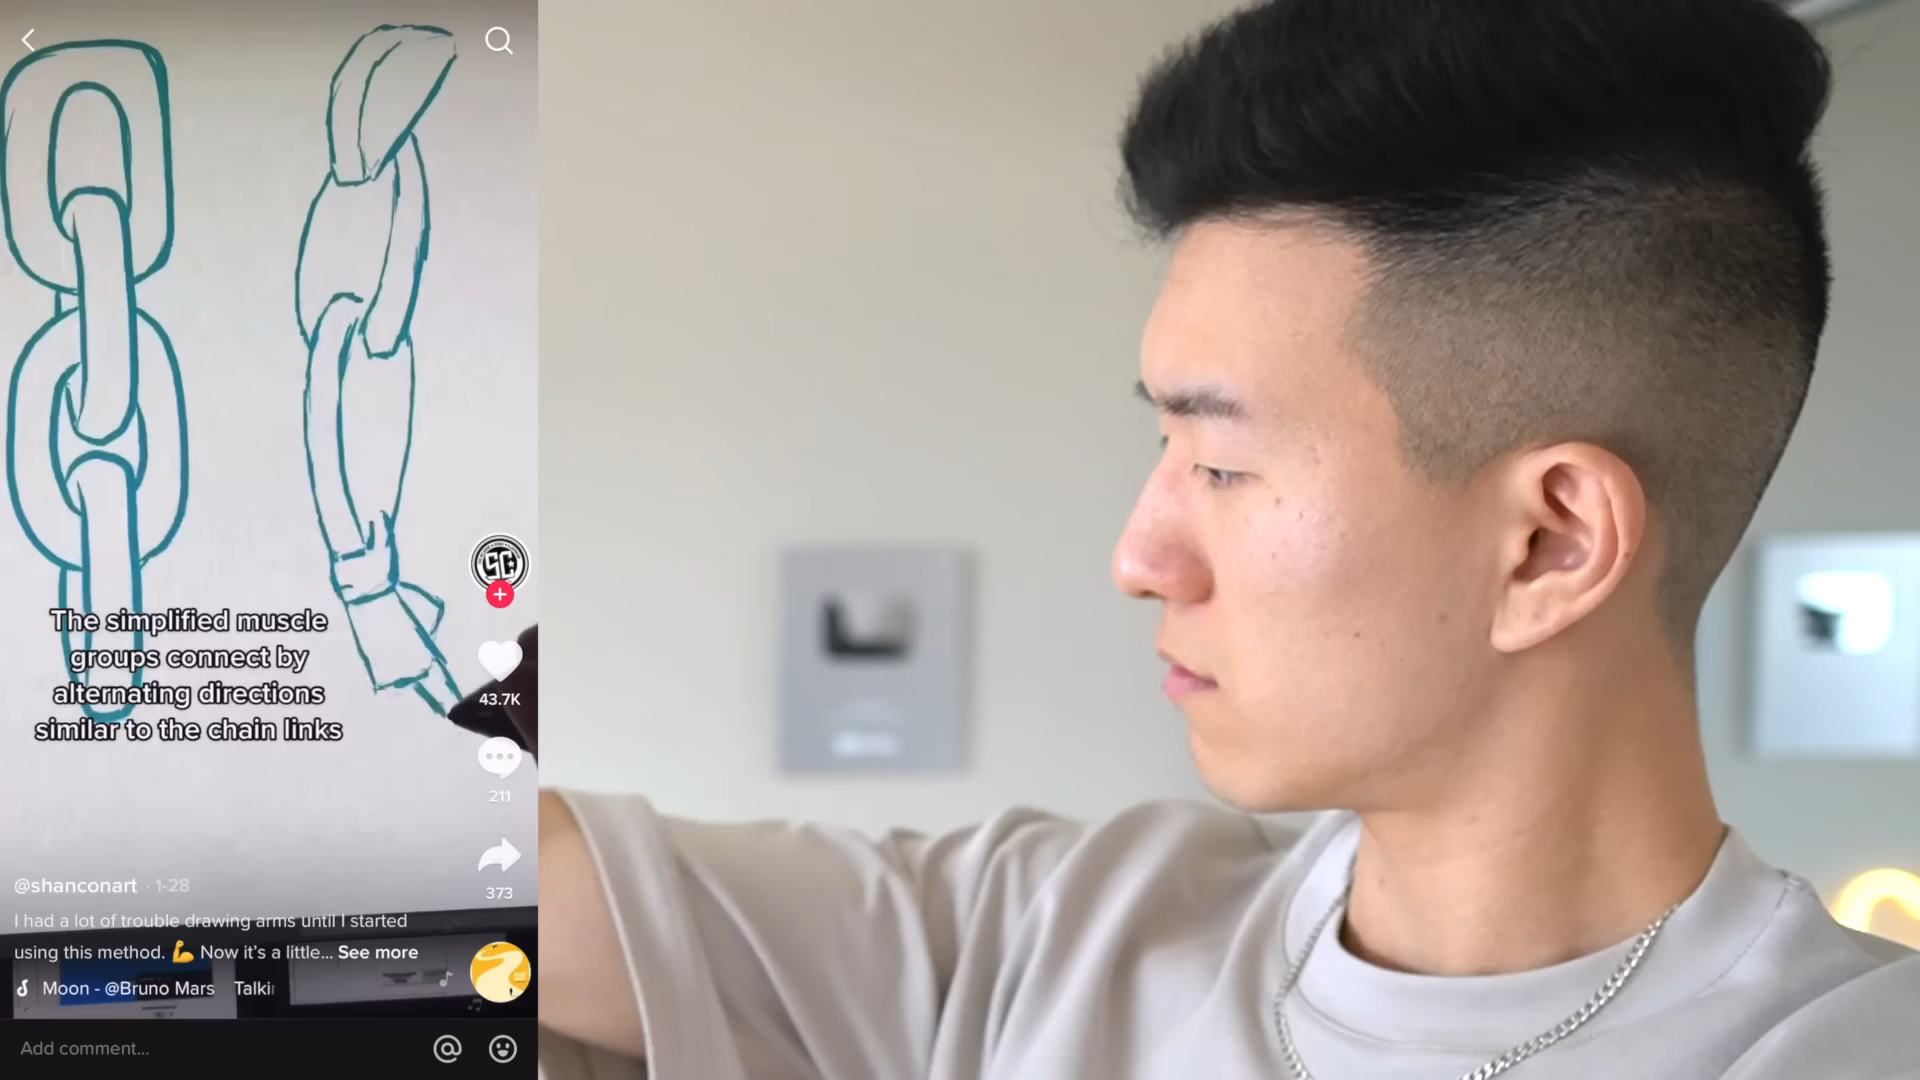 The simplified muscle
groups connect by
alternating directions
similar to the chain links
SC
43.7K
211
373
@shanconart · 1-28
I had a lot of trouble drawing arms until I started
using this method. 💪 Now it's a little... See more
Moon - @Bruno Mars Talki
Add comment...